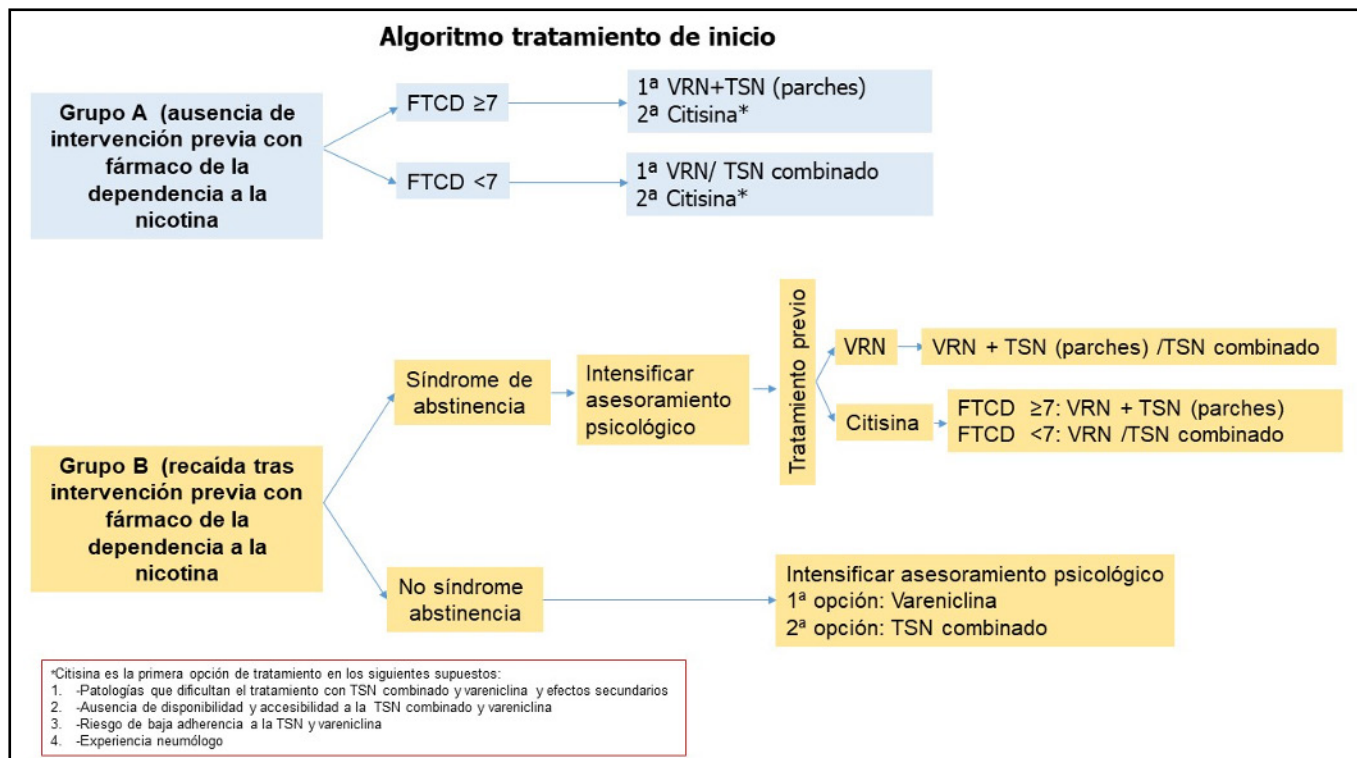 Algoritmo tratamiento de inicio
Grupo A (ausencia de
intervención previa con
fármaco de la
dependencia a la
nicotina
FTCD ≥7
1ª VRN+TSN (parches)
2ª Citisina*
FTCD <7
1ª VRN/ TSN combinado
2ª Citisina*
Grupo B (recaída tras
intervención previa con
fármaco de la
dependencia a la
nicotina
Síndrome de
abstinencia
Intensificar
asesoramiento
psicológico
Tratamiento previo
VRN
VRN + TSN (parches) /TSN combinado
Citisina
FTCD ≥7: VRN + TSN (parches)
FTCD <7: VRN /TSN combinado
No síndrome
abstinencia
Intensificar asesoramiento psicológico
1ª opción: Vareniclina
2ª opción: TSN combinado
*Citisina es la primera opción de tratamiento en los siguientes supuestos:
1. -Patologías que dificultan el tratamiento con TSN combinado y vareniclina y efectos secundarios
2. -Ausencia de disponibilidad y accesibilidad a la TSN combinado y vareniclina
3. -Riesgo de baja adherencia a la TSN y vareniclina
4. -Experiencia neumólogo